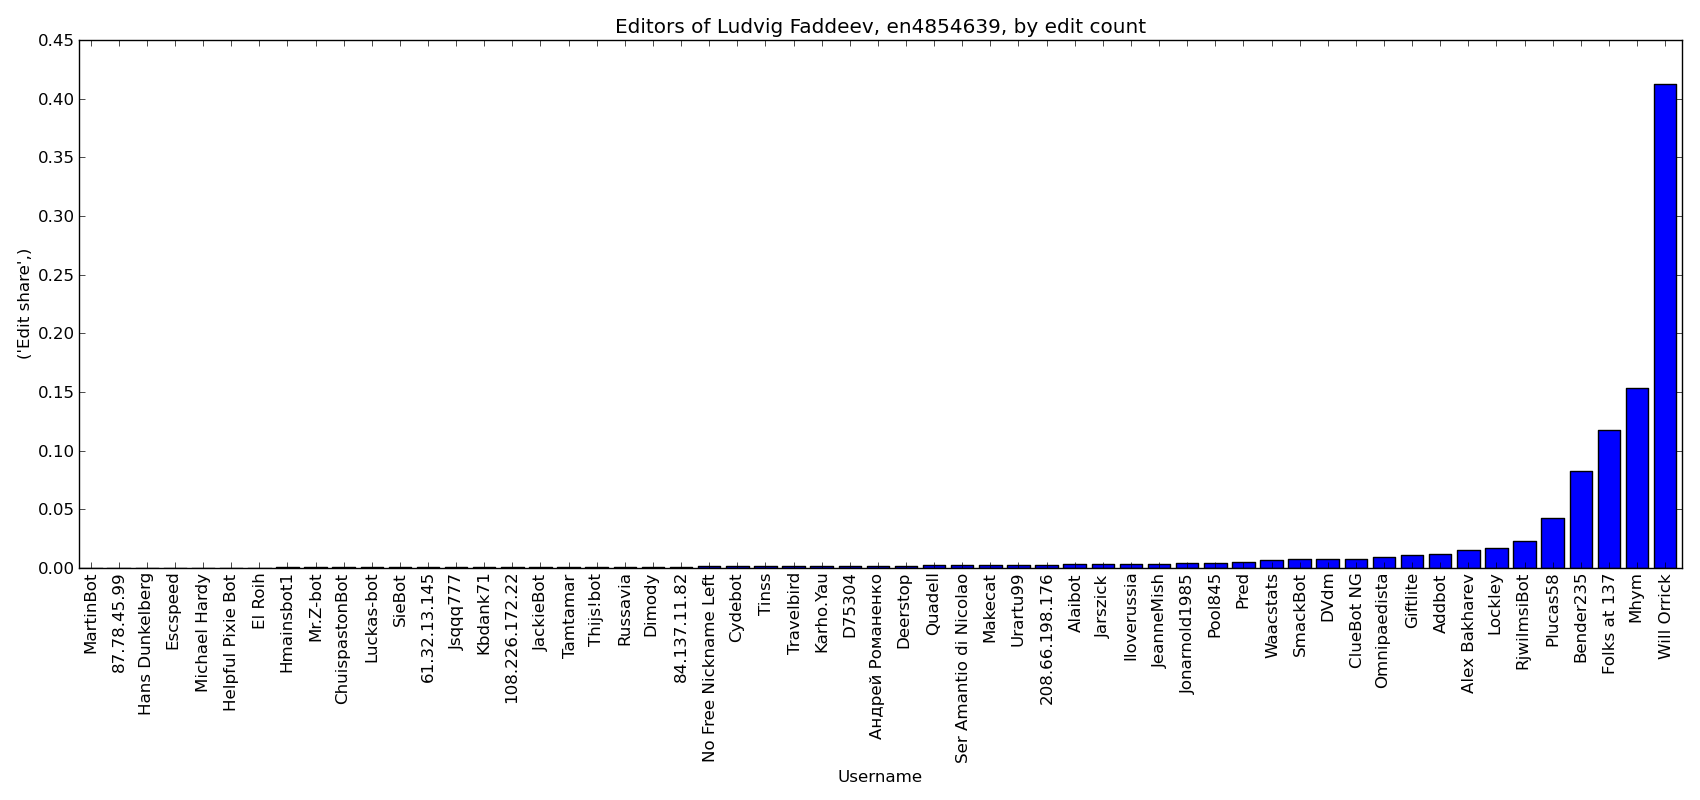 Editors of Ludvig Faddeev, en4854639, by edit count
('Edit share',)
0.45
0.40
0.35
0.30
0.25
0.20
0.15
0.10
0.05
0.00
MartinBot
87.78.45.99
Hans Dunkelberg
Escspeed
Michael Hardy
Helpful Pixie Bot
El Roih
Hmainsbot1
Mr.Z-bot
ChuispastonBot
Luckas-bot
SieBot
61.32.13.145
Jsqqq777
Kbdank71
108.226.172.22
JackieBot
Tamtamar
Thijs!bot
Russavia
Dimody
84.137.11.82
No Free Nickname Left
Cydebot
Tinss
Travelbird
Karho.Yau
D75304
Андрей Романенко
Deerstop
Quadell
Ser Amantio di Nicolao
Makecat
Urartu99
208.66.198.176
Alaibot
Jarszick
Iloverussia
JeanneMish
Jonarnold1985
Pool845
Pred
Waacstats
SmackBot
DVdm
ClueBot NG
Omnipaedista
Giftlite
Addbot
Alex Bakharev
Lockley
RjwilmsiBot
Plucas58
Bender235
Folks at 137
Mhym
Will Orrick
Username